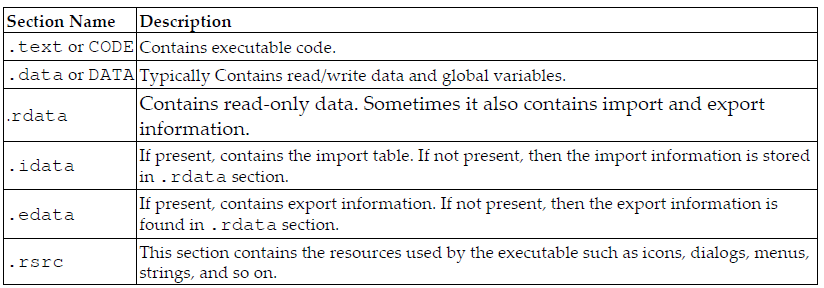 Section Name Description
.text or CODE Contains executable code.
.data or DATA Typically Contains read/write data and global variables.
.rdata Contains read-only data. Sometimes it also contains import and export
information.
.idata If present, contains the import table. If not present, then the import information is stored
in .rdata section.
.edata If present, contains export information. If not present, then the export information is
found in .rdata section.
.rsrc This section contains the resources used by the executable such as icons, dialogs, menus,
strings, and so on.